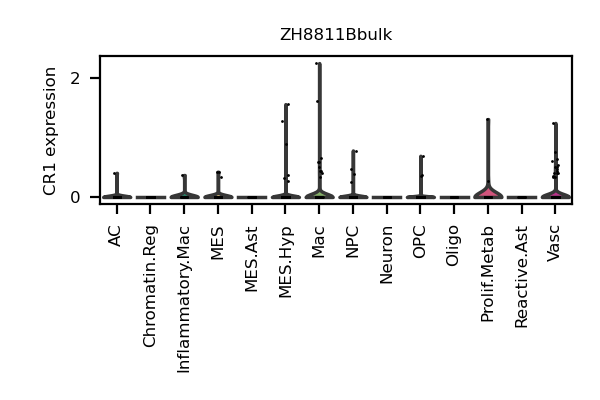 ZH8811Bbulk
CR1 expression
2
0
AC
Chromatin.Reg
Inflammatory.Mac
MES
MES.Ast
MES.Hyp
Mac
NPC
Neuron
OPC
Oligo
Prolif.Metab
Reactive.Ast
Vasc